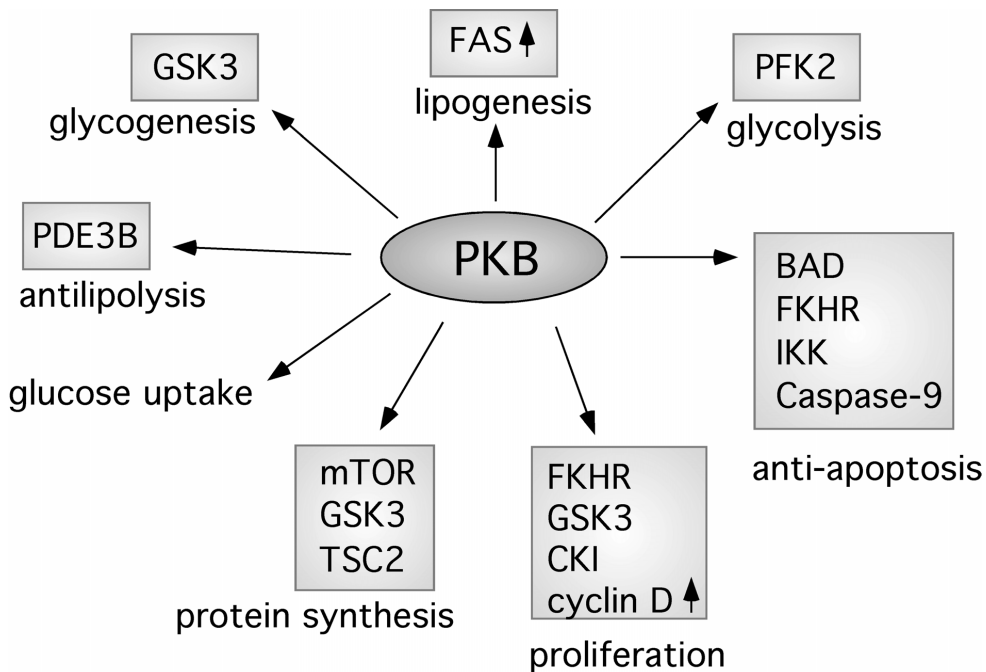 FAS
lipogenesis
GSK3
glycogenesis
PFK2
glycolysis
PDE3B
antilipolysis
PKB
BAD
FKHR
IKK
Caspase-9
anti-apoptosis
glucose uptake
mTOR
GSK3
TSC2
protein synthesis
FKHR
GSK3
CKI
cyclin D
proliferation